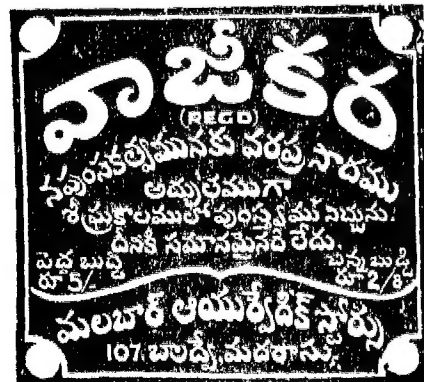 వాజీకర
(REGD)
నపుంసకత్వమునకు వరప్రసాదము
అద్భుతముగా
శీఘ్రకాలములో పుంస్త్వము నిచ్చును.
దీనికి సమానమైనది లేదు.
పెద్ద బుడ్డి రూ 5/- చిన్న బుడ్డి రూ 2/8
మలబార్ ఆయుర్వేదిక్ స్టోర్సు
107, బ్రాడ్వే, మదరాసు.